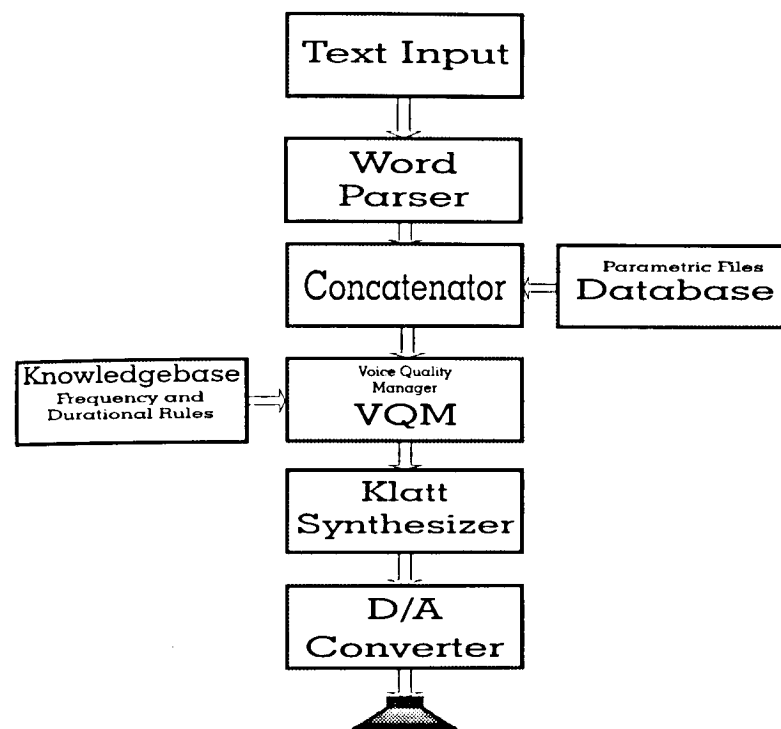 Text Input
Word
Parser
Concatenator
Parametric Files
Database
Knowledgebase
Frequency and
Durational Rules
Voice Quality
Manager
VQM
Klatt
Synthesizer
D/A
Converter